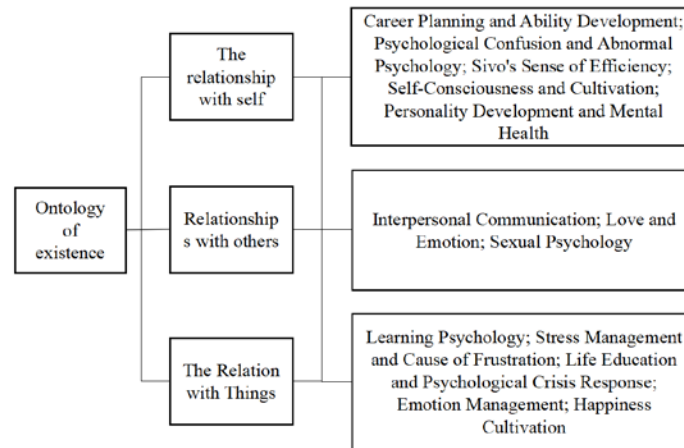 The
relationship
with self
Career Planning and Ability Development;
Psychological Confusion and Abnormal
Psychology; Sivo's Sense of Efficiency;
Self-Consciousness and Cultivation;
Personality Development and Mental
Health
Ontology
of
existence
Relationship
s with others
Interpersonal Communication; Love and
Emotion; Sexual Psychology
The Relation
with Things
Learning Psychology; Stress Management
and Cause of Frustration; Life Education
and Psychological Crisis Response;
Emotion Management; Happiness
Cultivation